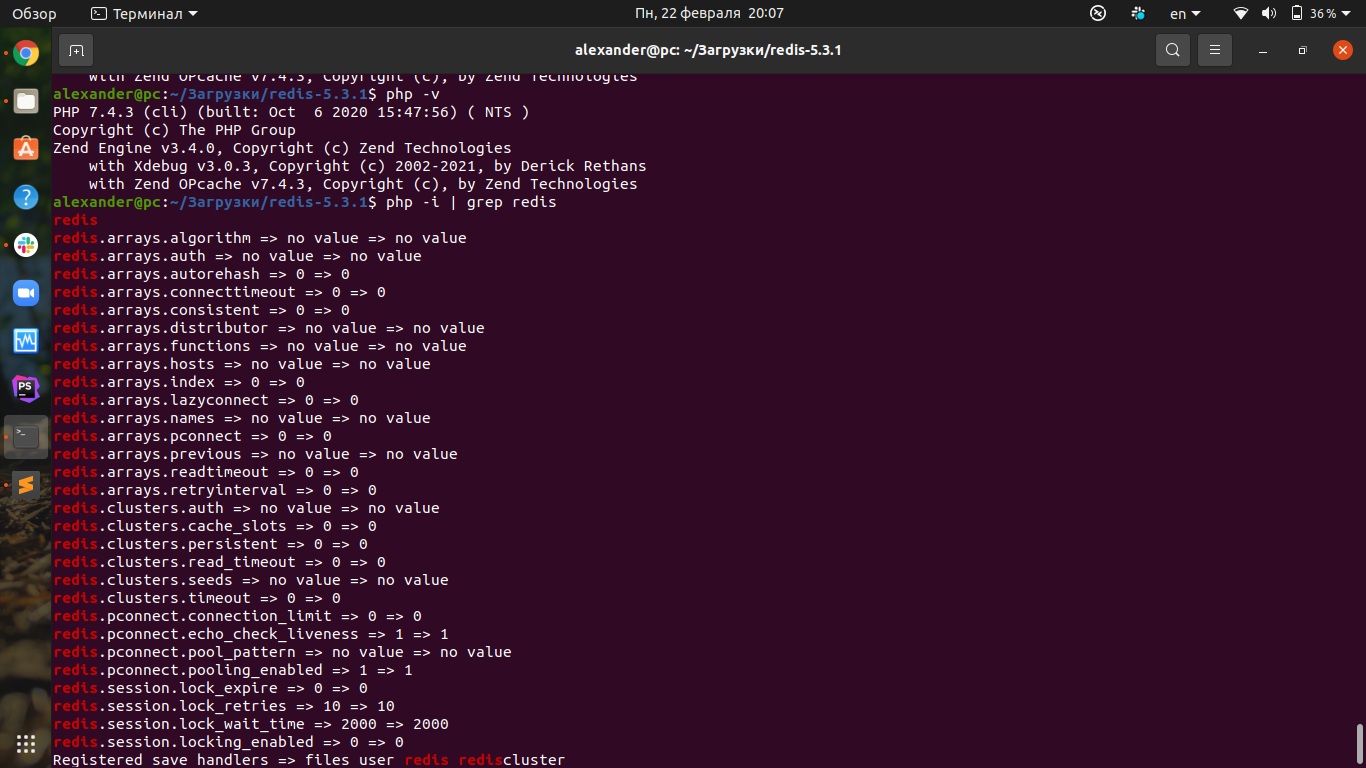 Обзор Терминал Пн, 22 февраля 20:07 en 36 %
alexander@pc: ~/Загрузки/redis-5.3.1
with Zend OPcache v7.4.3, Copyright (c), by Zend Technologies
alexander@pc:~/Загрузки/redis-5.3.1$ php -v
PHP 7.4.3 (cli) (built: Oct  6 2020 15:47:56) ( NTS )
Copyright (c) The PHP Group
Zend Engine v3.4.0, Copyright (c) Zend Technologies
    with Xdebug v3.0.3, Copyright (c) 2002-2021, by Derick Rethans
    with Zend OPcache v7.4.3, Copyright (c), by Zend Technologies
alexander@pc:~/Загрузки/redis-5.3.1$ php -i | grep redis
redis
redis.arrays.algorithm => no value => no value
redis.arrays.auth => no value => no value
redis.arrays.autorehash => 0 => 0
redis.arrays.connecttimeout => 0 => 0
redis.arrays.consistent => 0 => 0
redis.arrays.distributor => no value => no value
redis.arrays.functions => no value => no value
redis.arrays.hosts => no value => no value
redis.arrays.index => 0 => 0
redis.arrays.lazyconnect => 0 => 0
redis.arrays.names => no value => no value
redis.arrays.pconnect => 0 => 0
redis.arrays.previous => no value => no value
redis.arrays.readtimeout => 0 => 0
redis.arrays.retryinterval => 0 => 0
redis.clusters.auth => no value => no value
redis.clusters.cache_slots => 0 => 0
redis.clusters.persistent => 0 => 0
redis.clusters.read_timeout => 0 => 0
redis.clusters.seeds => no value => no value
redis.clusters.timeout => 0 => 0
redis.pconnect.connection_limit => 0 => 0
redis.pconnect.echo_check_liveness => 1 => 1
redis.pconnect.pool_pattern => no value => no value
redis.pconnect.pooling_enabled => 1 => 1
redis.session.lock_expire => 0 => 0
redis.session.lock_retries => 10 => 10
redis.session.lock_wait_time => 2000 => 2000
redis.session.locking_enabled => 0 => 0
Registered save handlers => files user redis rediscluster
PS